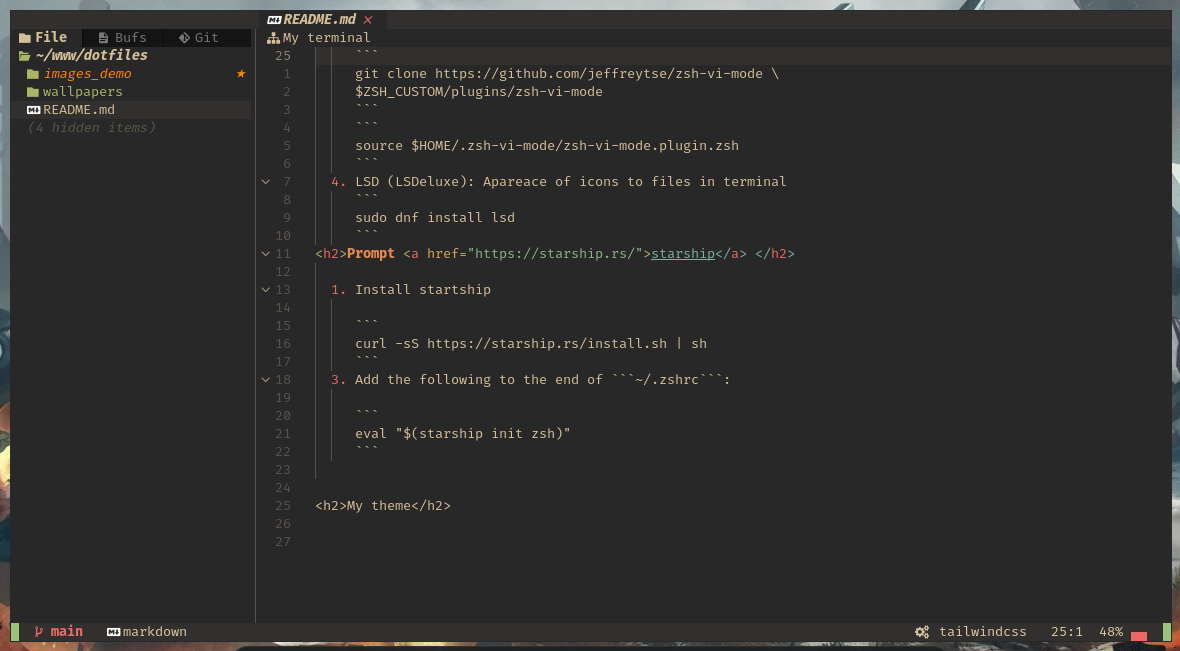 README.md ✕
File Bufs Git
My terminal
~/www/dotfiles
images_demo ★
wallpapers
README.md
(4 hidden items)
25 ```
1 git clone https://github.com/jeffreytse/zsh-vi-mode \
2 $ZSH_CUSTOM/plugins/zsh-vi-mode
3 ```
4 ```
5 source $HOME/.zsh-vi-mode/zsh-vi-mode.plugin.zsh
6 ```
7 4. LSD (LSDeluxe): Apareace of icons to files in terminal
8 ```
9 sudo dnf install lsd
10 ```
11 <h2>Prompt <a href="https://starship.rs/">starship</a> </h2>
12
13 1. Install startship
14
15 ```
16 curl -sS https://starship.rs/install.sh | sh
17 ```
18 3. Add the following to the end of ```~/.zshrc```:
19
20 ```
21 eval "$(starship init zsh)"
22 ```
23
24
25 <h2>My theme</h2>
26
27
main markdown tailwindcss 25:1 48%